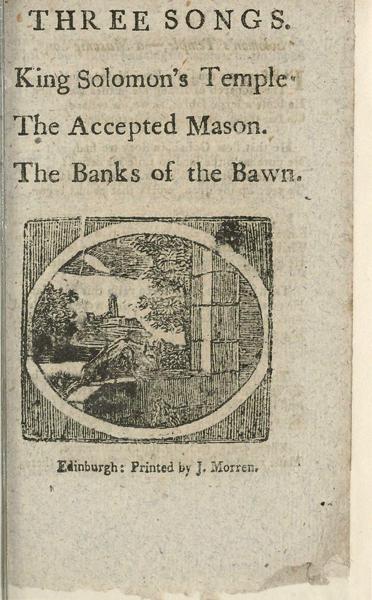 THREE SONGS.
King Solomon's Temple.
The Accepted Mason.
The Banks of the Bawn.
Edinburgh: Printed by J. Morren.